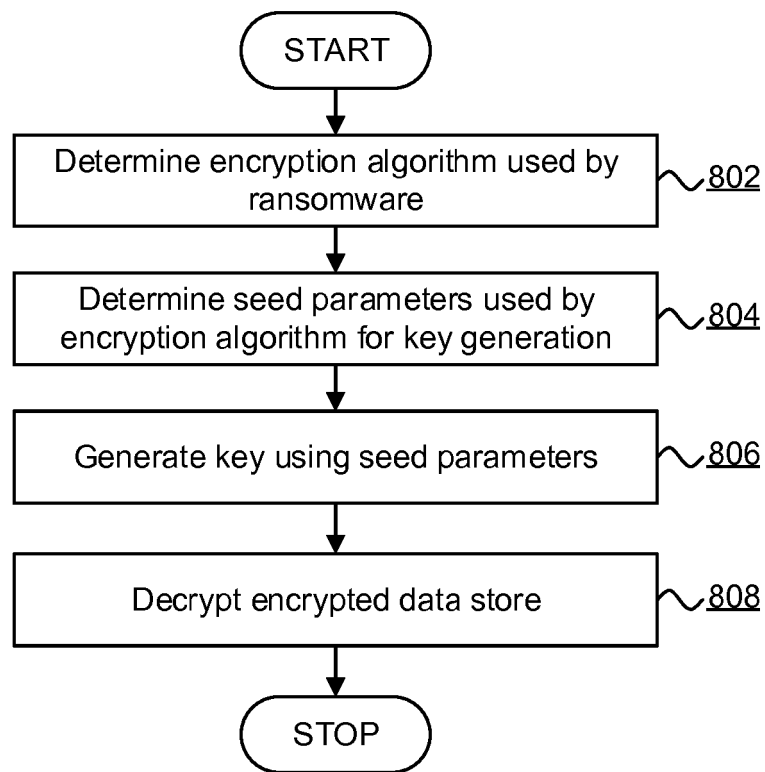 START
Determine encryption algorithm used by
ransomware
802
Determine seed parameters used by
encryption algorithm for key generation
804
Generate key using seed parameters
806
Decrypt encrypted data store
808
STOP